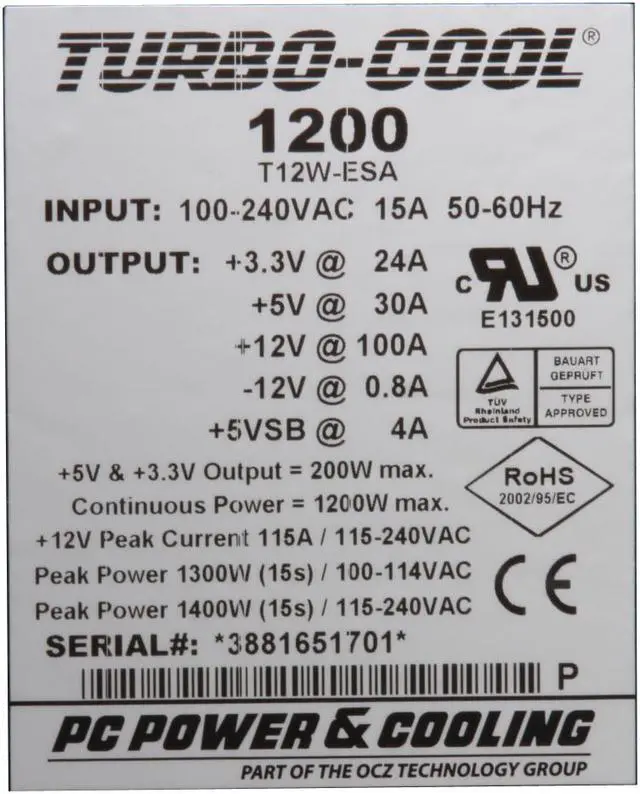 TURBO-COOL®
1200
T12W-ESA
INPUT: 100-240VAC 15A 50-60Hz
OUTPUT: +3.3V @ 24A
+5V @ 30A
+12V @ 100A
-12V @ 0.8A
+5VSB @ 4A
C RU® US
E131500
TÜV
Rheinland
Product Safety
BAUART
GEPRÜFT
TYPE
APPROVED
+5V & +3.3V Output = 200W max.
Continuous Power = 1200W max.
+12V Peak Current 115A / 115-240VAC
Peak Power 1300W (15s) / 100-114VAC
Peak Power 1400W (15s) / 115-240VAC
RoHS
2002/95/EC
CE
SERIAL#: *3881651701*
P
PC POWER & COOLING
PART OF THE OCZ TECHNOLOGY GROUP